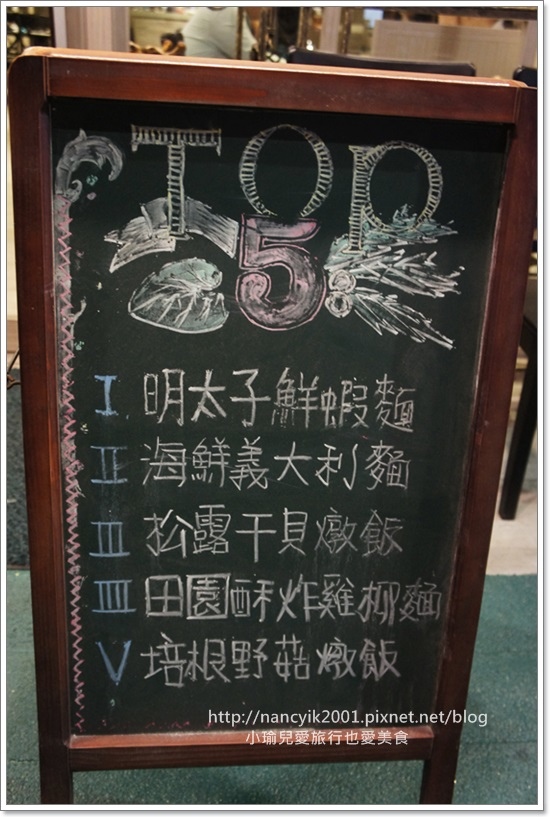 TOP
5
I 明太子鮮蝦麵
II 海鮮義大利麵
III 松露干貝燉飯
IIII 田園酥炸雞柳麵
V 培根野菇燉飯
http://nancyik2001.pixnet.net/blog
小瑜兒愛旅行也愛美食